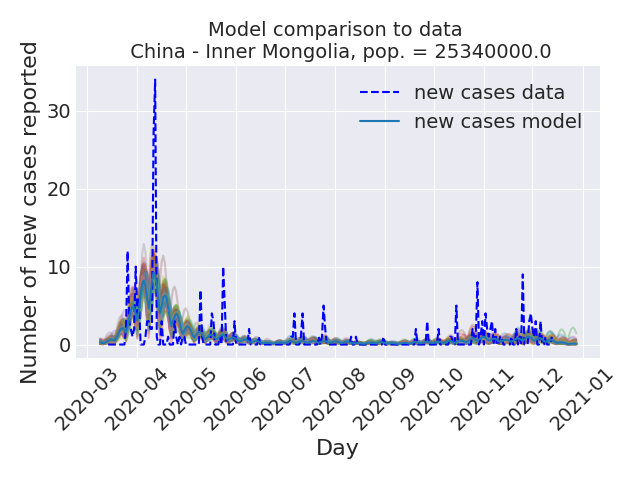 Model comparison to data
China - Inner Mongolia, pop. = 25340000.0
Number of new cases reported
30
20
10
0
new cases data
new cases model
2020-03
2020-04
2020-05
2020-06
2020-07
2020-08
2020-09
2020-10
2020-11
2020-12
2021-01
Day